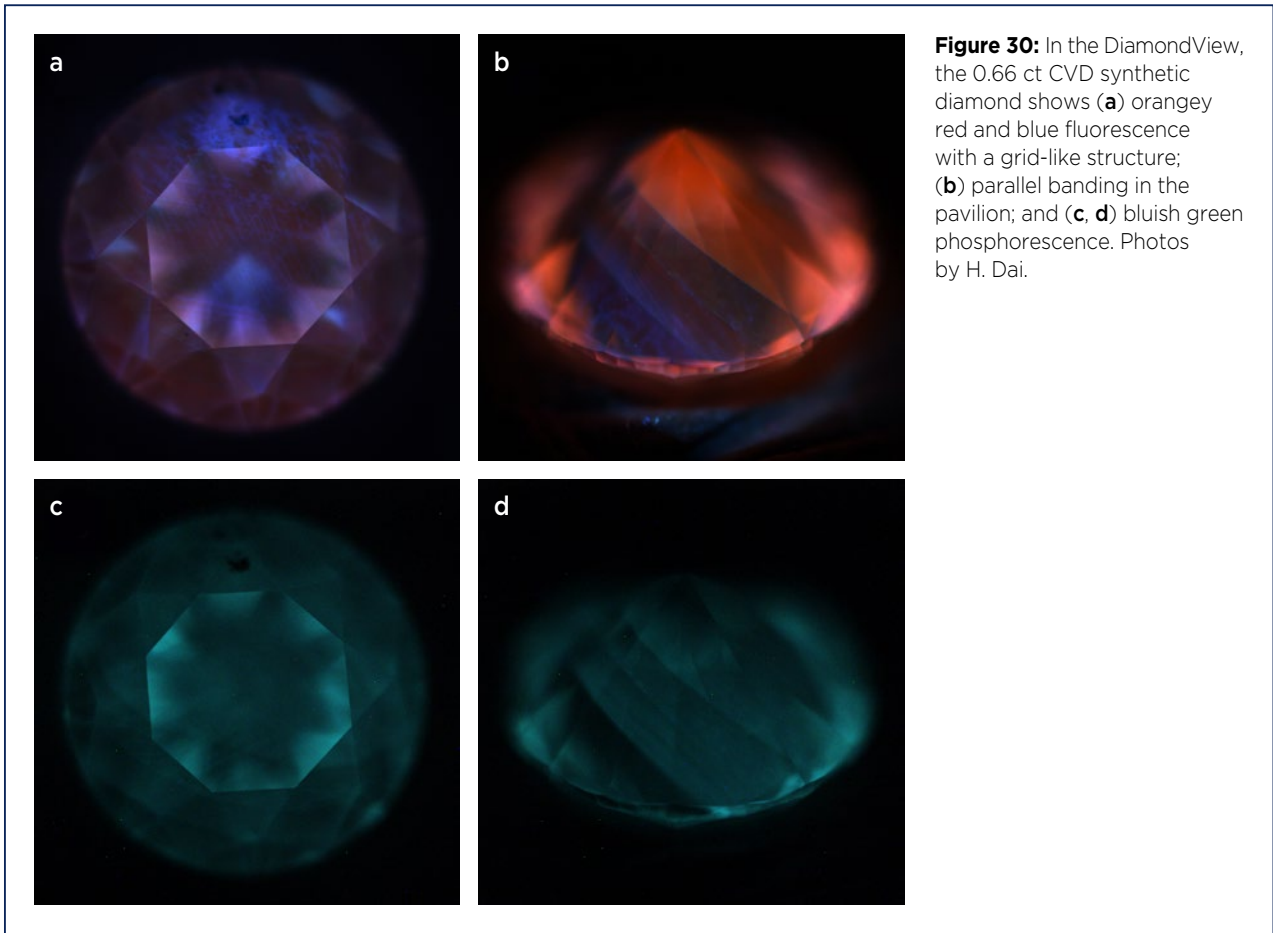 a
b
Figure 30: In the DiamondView,
the 0.66 ct CVD synthetic
diamond shows (a) orangey
red and blue fluorescence
with a grid-like structure;
(b) parallel banding in the
pavilion; and (c, d) bluish green
phosphorescence. Photos
by H. Dai.
c
d